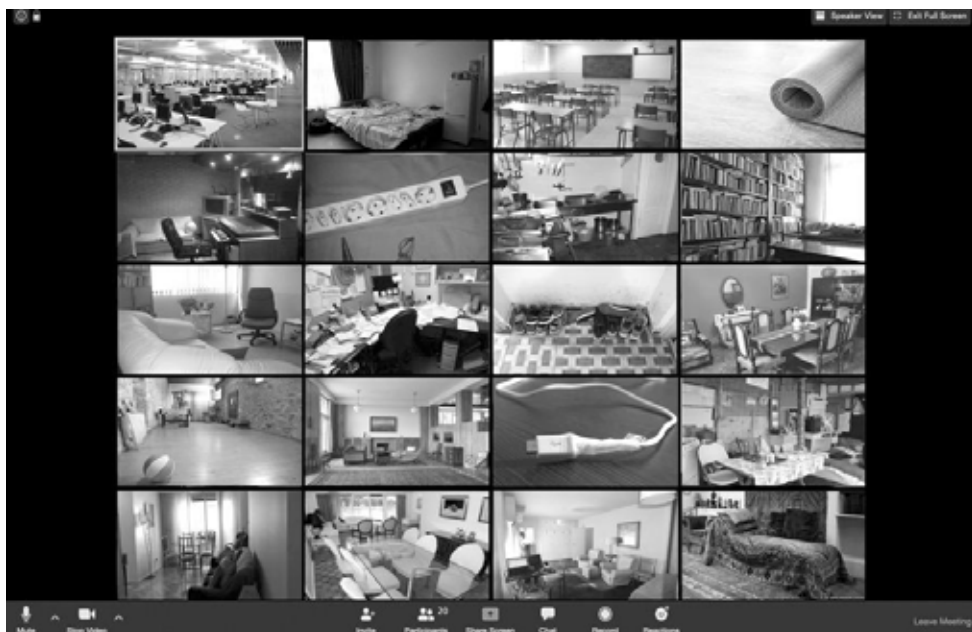 Speaker View
Exit Full Screen
Mute
Stop Video
Invite
Participants
20
Share Screen
Chat
Record
Reactions
Leave Meeting